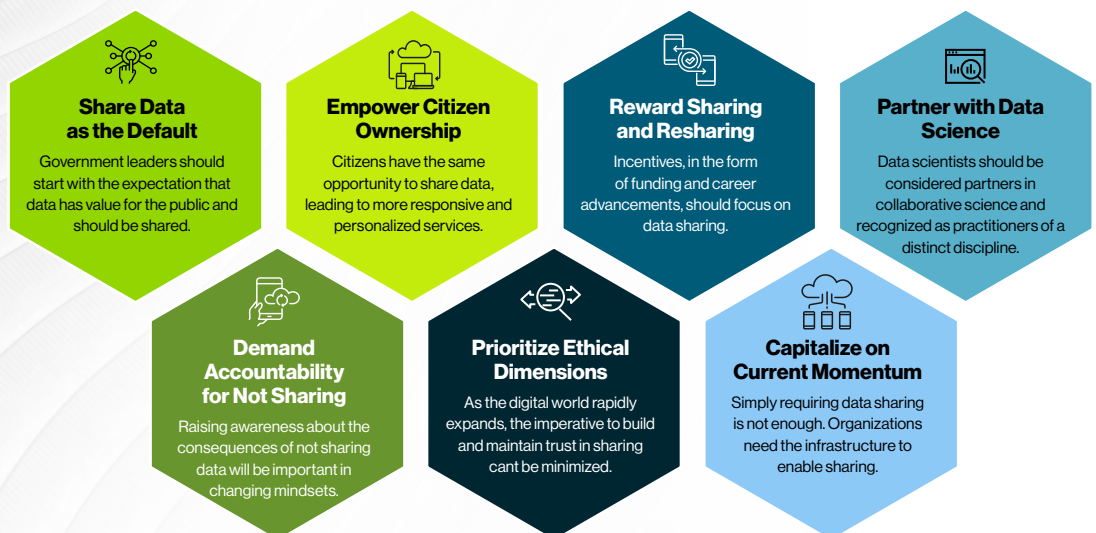 Share Data
as the Default
Government leaders should
start with the expectation that
data has value for the public and
should be shared.
Empower Citizen
Ownership
Citizens have the same
opportunity to share data,
leading to more responsive and
personalized services.
Reward Sharing
and Resharing
Incentives, in the form
of funding and career
advancements, should focus on
data sharing.
Partner with Data
Science
Data scientists should be
considered partners in
collaborative science and
recognized as practitioners of a
distinct discipline.
Demand
Accountability
for Not Sharing
Raising awareness about the
consequences of not sharing
data will be important in
changing mindsets.
Prioritize Ethical
Dimensions
As the digital world rapidly
expands, the imperative to build
and maintain trust in sharing
cant be minimized.
Capitalize on
Current Momentum
Simply requiring data sharing
is not enough. Organizations
need the infrastructure to
enable sharing.